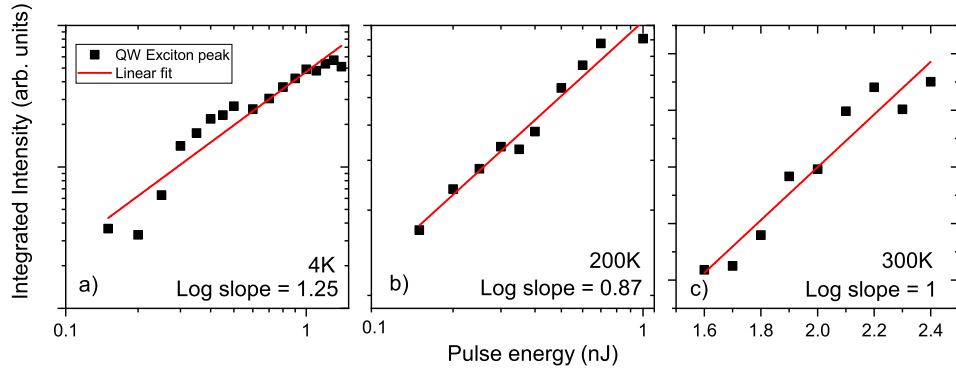 Integrated Intensity (arb. units)
QW Exciton peak
Linear fit
4K
a)
Log slope = 1.25
200K
b)
Log slope = 0.87
300K
c)
Log slope = 1
0.1
1
0.1
1
1.6
1.8
2.0
2.2
2.4
Pulse energy (nJ)